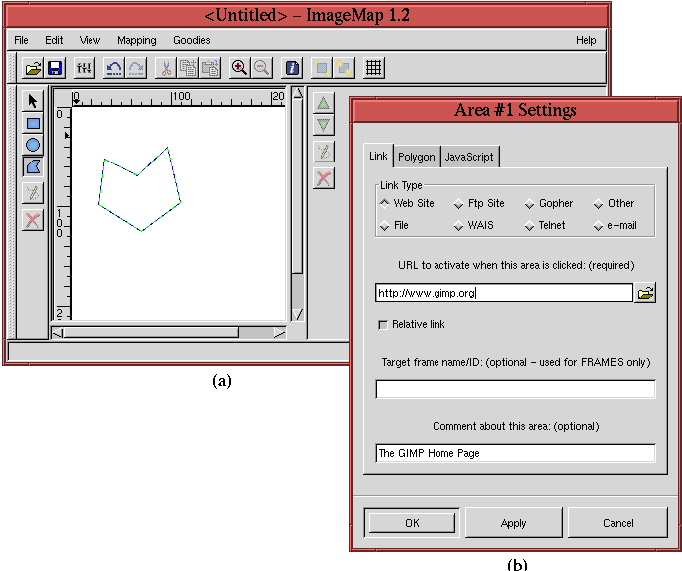 <Untitled> – ImageMap 1.2
File Edit View Mapping Goodies Help
0 100 20
0
100
2
(a)
Area #1 Settings
Link Polygon JavaScript
Link Type
Web Site Ftp Site Gopher Other
File WAIS Telnet e–mail
URL to activate when this area is clicked: (required)
http://www.gimp.org
Relative link
Target frame name/ID: (optional – used for FRAMES only)
Comment about this area: (optional)
The GIMP Home Page
OK Apply Cancel
(b)